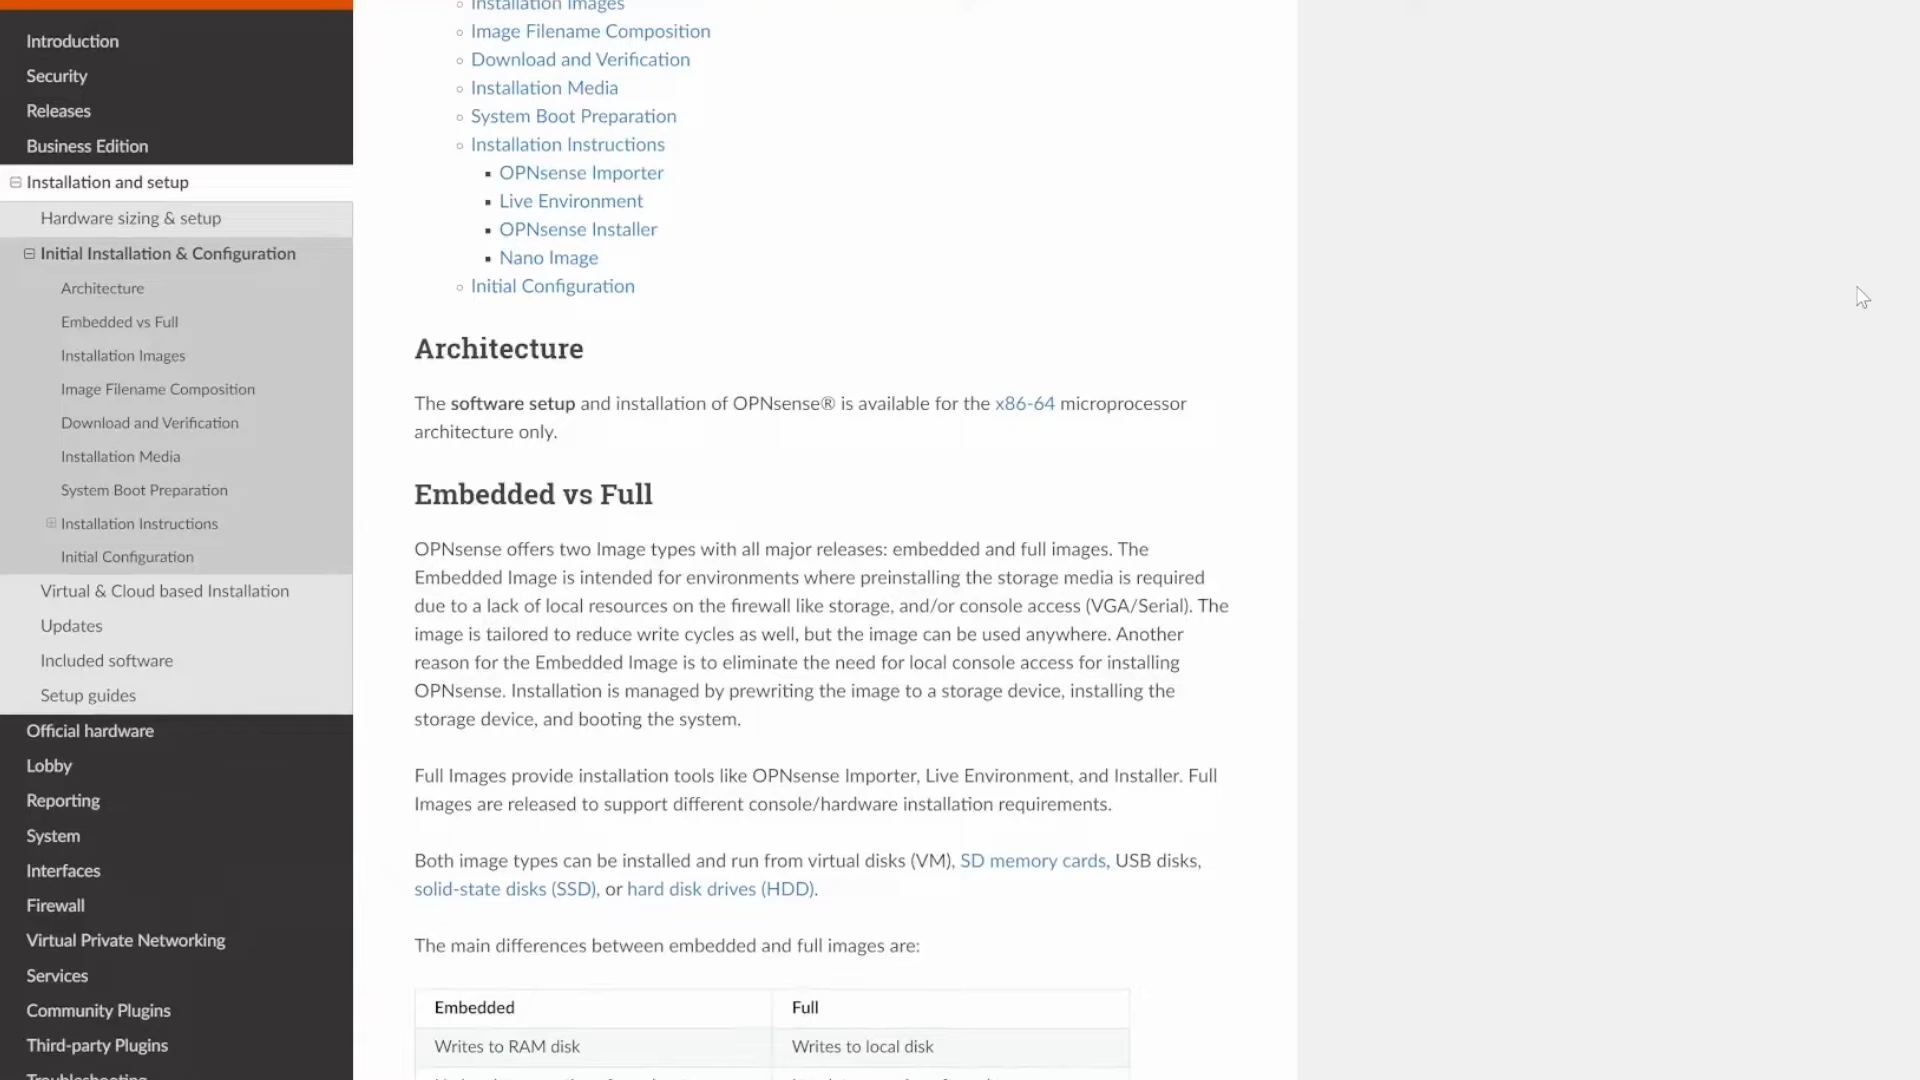 Introduction
Security
Releases
Business Edition
Installation and setup
Hardware sizing & setup
Initial Installation & Configuration
Architecture
Embedded vs Full
Installation Images
Image Filename Composition
Download and Verification
Installation Media
System Boot Preparation
Installation Instructions
Initial Configuration
Virtual & Cloud based Installation
Updates
Included software
Setup guides
Official hardware
Lobby
Reporting
System
Interfaces
Firewall
Virtual Private Networking
Services
Community Plugins
Third-party Plugins
Troubleshooting
Installation Images
Image Filename Composition
Download and Verification
Installation Media
System Boot Preparation
Installation Instructions
OPNsense Importer
Live Environment
OPNsense Installer
Nano Image
Initial Configuration
Architecture
The software setup and installation of OPNsense® is available for the x86-64 microprocessor
architecture only.
Embedded vs Full
OPNsense offers two Image types with all major releases: embedded and full images. The
Embedded Image is intended for environments where preinstalling the storage media is required
due to a lack of local resources on the firewall like storage, and/or console access (VGA/Serial). The
image is tailored to reduce write cycles as well, but the image can be used anywhere. Another
reason for the Embedded Image is to eliminate the need for local console access for installing
OPNsense. Installation is managed by prewriting the image to a storage device, installing the
storage device, and booting the system.
Full Images provide installation tools like OPNsense Importer, Live Environment, and Installer. Full
Images are released to support different console/hardware installation requirements.
Both image types can be installed and run from virtual disks (VM), SD memory cards, USB disks,
solid-state disks (SSD), or hard disk drives (HDD).
The main differences between embedded and full images are:
Embedded Full
Writes to RAM disk Writes to local disk